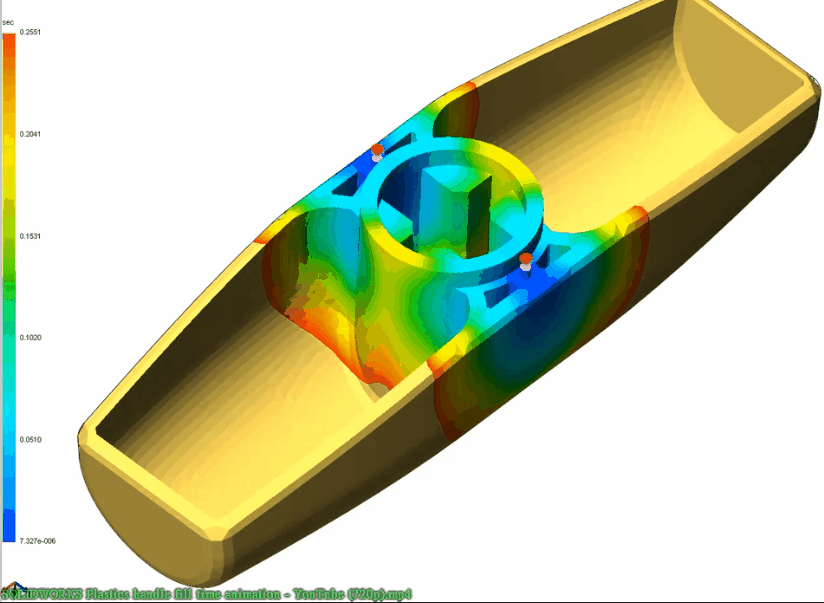 sec
0.2551
0.2041
0.1531
0.1020
0.0510
7.327e-006
SOLIDWORKS Plastics handle fill time animation - YouTube (720p).mp4